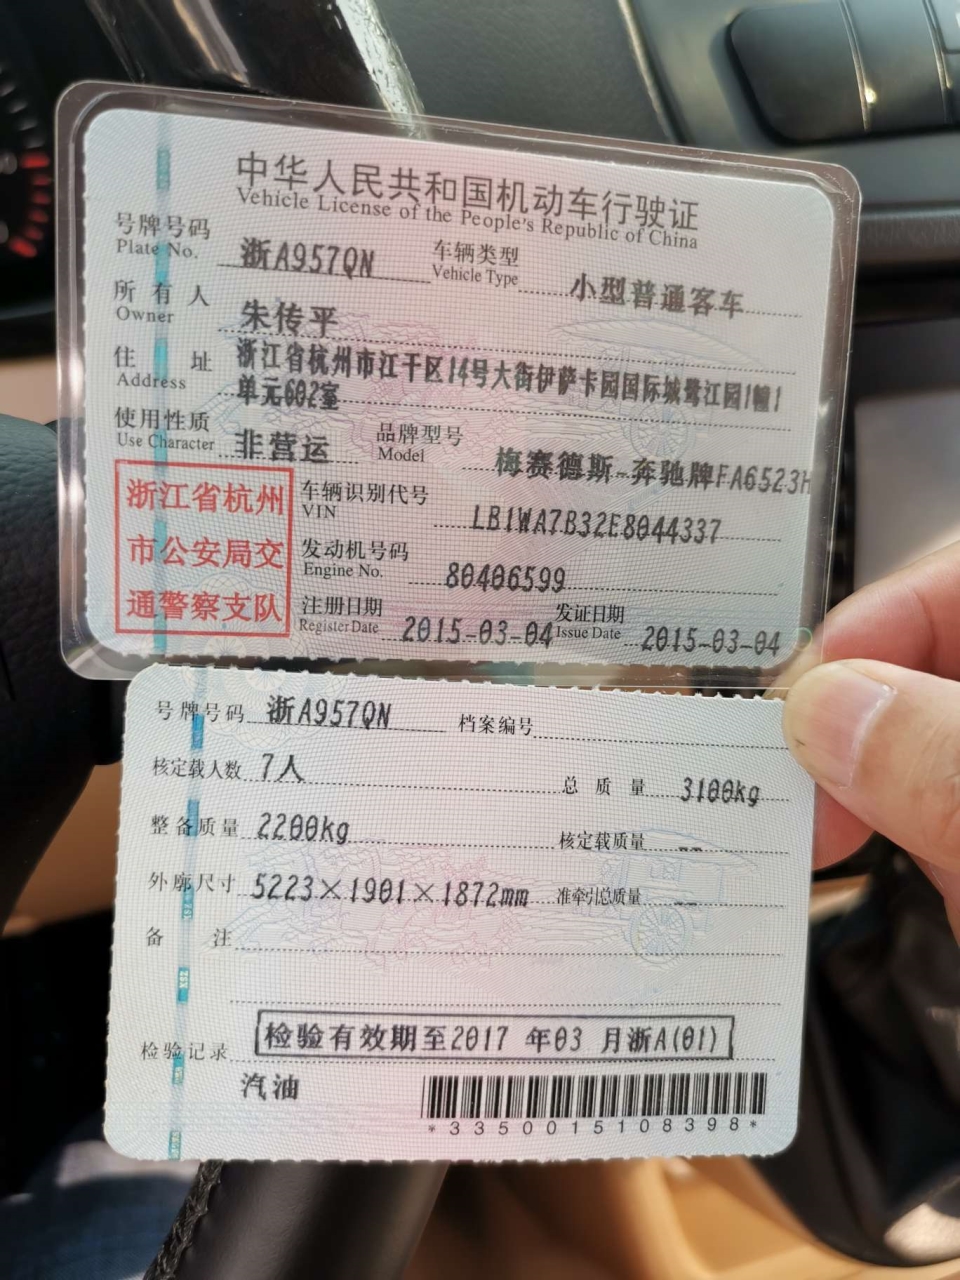 中华人民共和国机动车行驶证
Vehicle License of the People's Republic of China
号牌号码 浙A957QN 车辆类型 小型普通客车
Plate No. Vehicle Type
所有人 朱传平
Owner
住址 浙江省杭州市江干区14号大街伊萨卡园国际城鹭江园1幢1
Address 单元602室
使用性质 非营运 品牌型号 梅赛德斯-奔驰牌FA6523H
Use Character Model
浙江省杭州
市公安局交
通警察支队
车辆识别代号 LB1WA7B32E8044337
VIN
发动机号码 80406599
Engine No.
注册日期 2015-03-04 发证日期 2015-03-04
Register Date Issue Date
号牌号码 浙A957QN 档案编号
核定载人数 7人 总质量 3100kg
整备质量 2200kg 核定载质量 --
外廓尺寸 5223×1901×1872mm 准牵引总质量 --
备注
检验记录 检验有效期至2017 年03 月浙A(01)
汽油
*3350015108398*